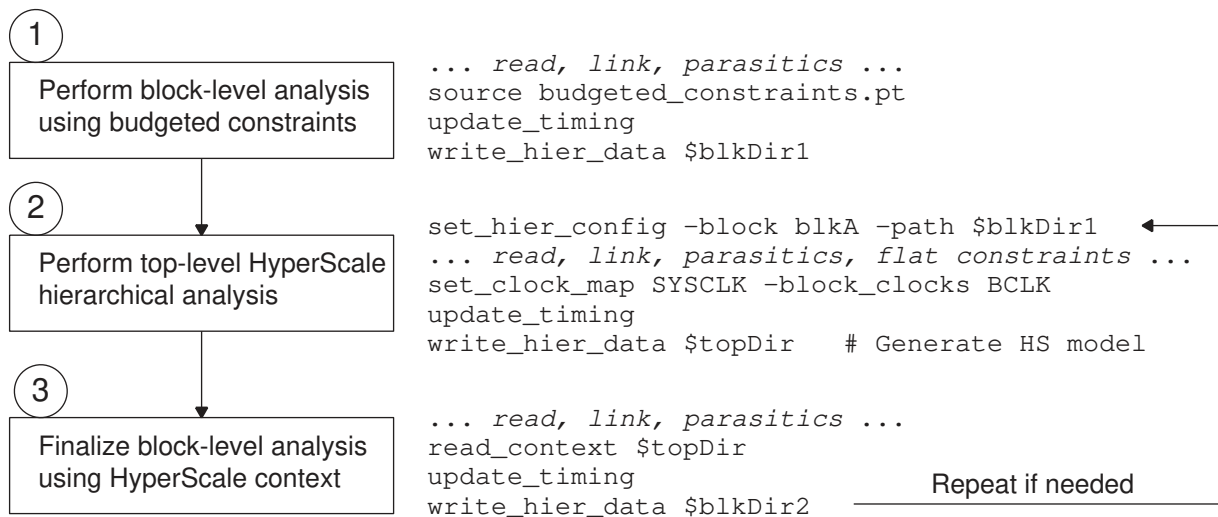 1
Perform block-level analysis
using budgeted constraints
... read, link, parasitics ...
source budgeted_constraints.pt
update_timing
write_hier_data $blkDir1
2
Perform top-level HyperScale
hierarchical analysis
set_hier_config -block blkA -path $blkDir1
... read, link, parasitics, flat constraints ...
set_clock_map SYSCLK -block_clocks BCLK
update_timing
write_hier_data $topDir   # Generate HS model
3
Finalize block-level analysis
using HyperScale context
... read, link, parasitics ...
read_context $topDir
update_timing
write_hier_data $blkDir2
Repeat if needed